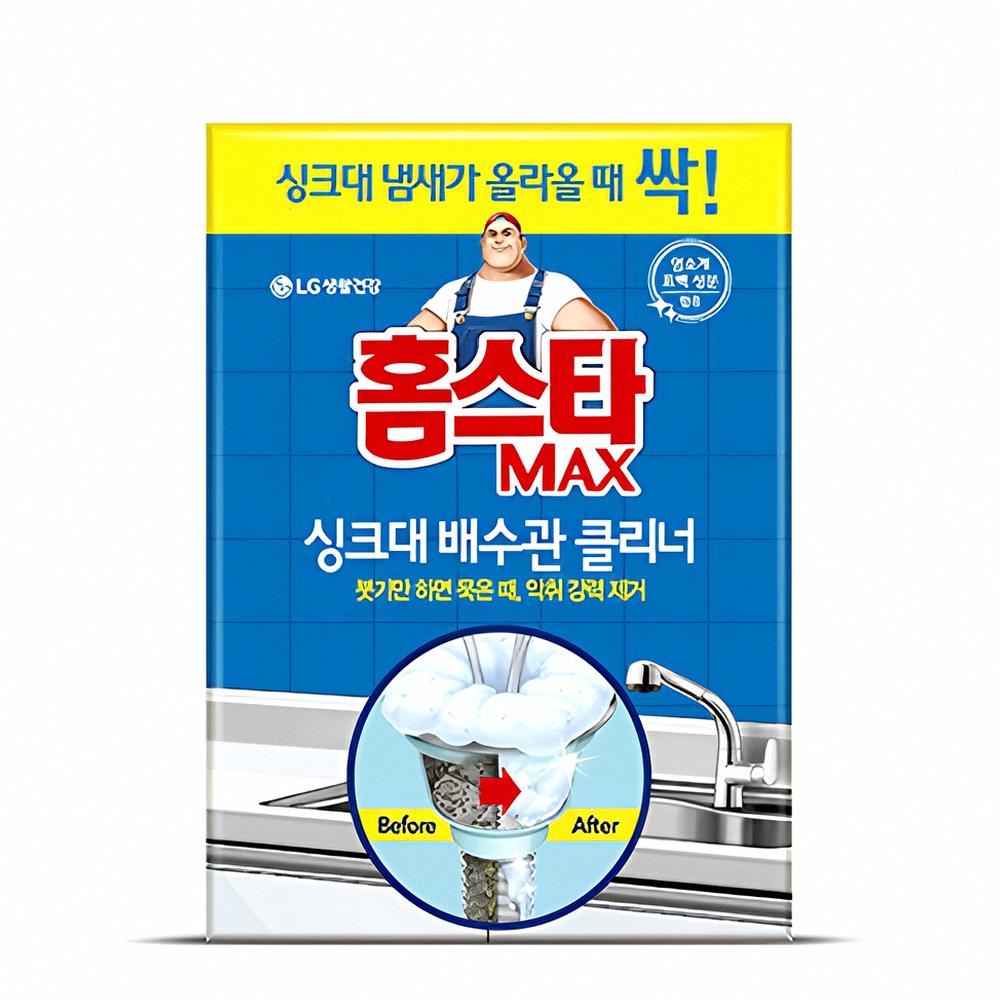 싱크대 냄새가 올라올 때 싹!
LG생활건강
홈스타
MAX
싱크대 배수관 클리너
붓기만 하면 묵은 때, 악취 강력 제거
Before
After